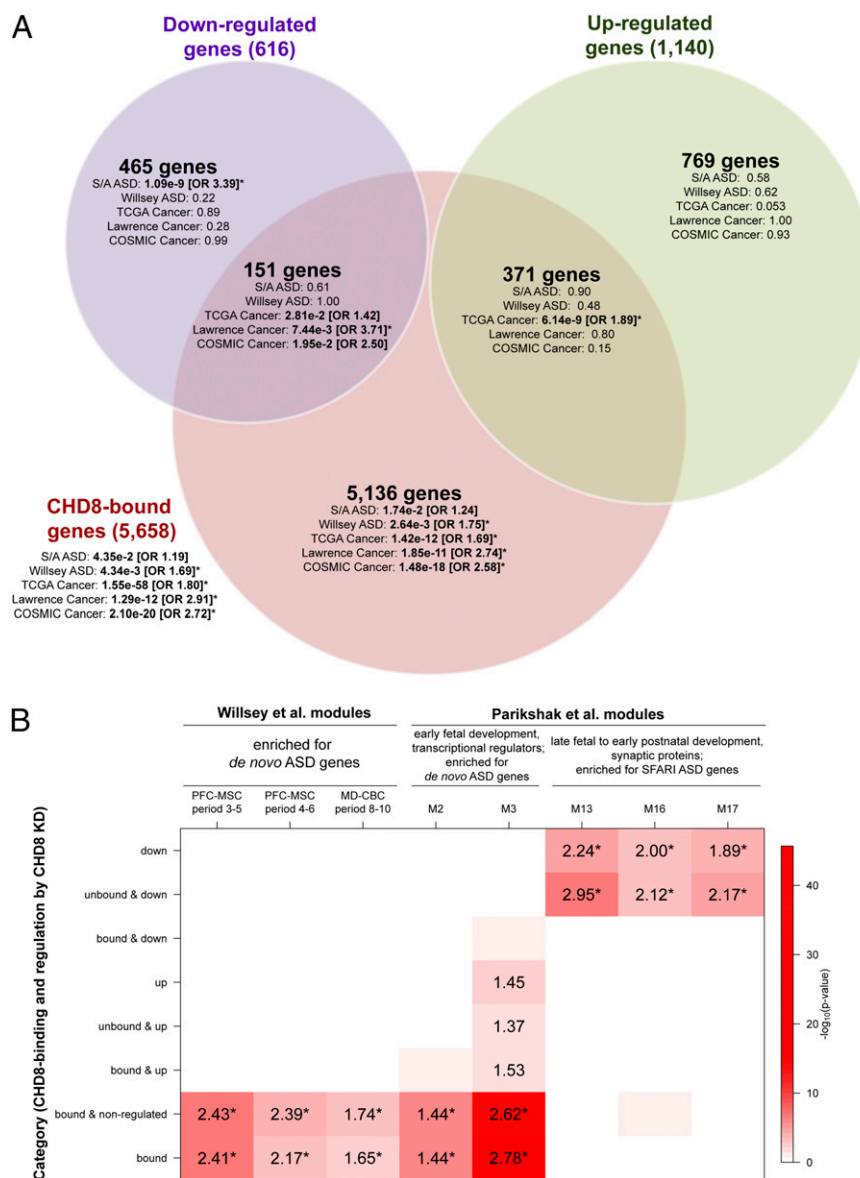 A
Down-regulated
genes (616)
Up-regulated
genes (1,140)
465 genes
S/A ASD: 1.09e-9 [OR 3.39]*
Willsey ASD: 0.22
TCGA Cancer: 0.89
Lawrence Cancer: 0.28
COSMIC Cancer: 0.99
769 genes
S/A ASD: 0.58
Willsey ASD: 0.62
TCGA Cancer: 0.053
Lawrence Cancer: 1.00
COSMIC Cancer: 0.93
151 genes
S/A ASD: 0.61
Willsey ASD: 1.00
TCGA Cancer: 2.81e-2 [OR 1.42]
Lawrence Cancer: 7.44e-3 [OR 3.71]*
COSMIC Cancer: 1.95e-2 [OR 2.50]
371 genes
S/A ASD: 0.90
Willsey ASD: 0.48
TCGA Cancer: 6.14e-9 [OR 1.89]*
Lawrence Cancer: 0.80
COSMIC Cancer: 0.15
5,136 genes
S/A ASD: 1.74e-2 [OR 1.24]
Willsey ASD: 2.64e-3 [OR 1.75]*
TCGA Cancer: 1.42e-12 [OR 1.69]*
Lawrence Cancer: 1.85e-11 [OR 2.74]*
COSMIC Cancer: 1.48e-18 [OR 2.58]*
CHD8-bound
genes (5,658)
S/A ASD: 4.35e-2 [OR 1.19]
Willsey ASD: 4.34e-3 [OR 1.69]*
TCGA Cancer: 1.55e-58 [OR 1.80]*
Lawrence Cancer: 1.29e-12 [OR 2.91]*
COSMIC Cancer: 2.10e-20 [OR 2.72]*
B
Willsey et al. modules
Parikshak et al. modules
enriched for
de novo ASD genes
early fetal development,
transcriptional regulators;
enriched for
de novo ASD genes
late fetal to early postnatal development,
synaptic proteins;
enriched for SFARI ASD genes
PFC-MSC
period 3-5
PFC-MSC
period 4-6
MD-CBC
period 8-10
M2
M3
M13
M16
M17
Category (CHD8-binding and regulation by CHD8 KD)
down
2.24* 2.00* 1.89*
unbound & down
2.95* 2.12* 2.17*
bound & down
up
1.45
unbound & up
1.37
bound & up
1.53
bound & non-regulated
2.43* 2.39* 1.74* 1.44* 2.62*
bound
2.41* 2.17* 1.65* 1.44* 2.78*
40
30
20
10
0
-log10(p-value)